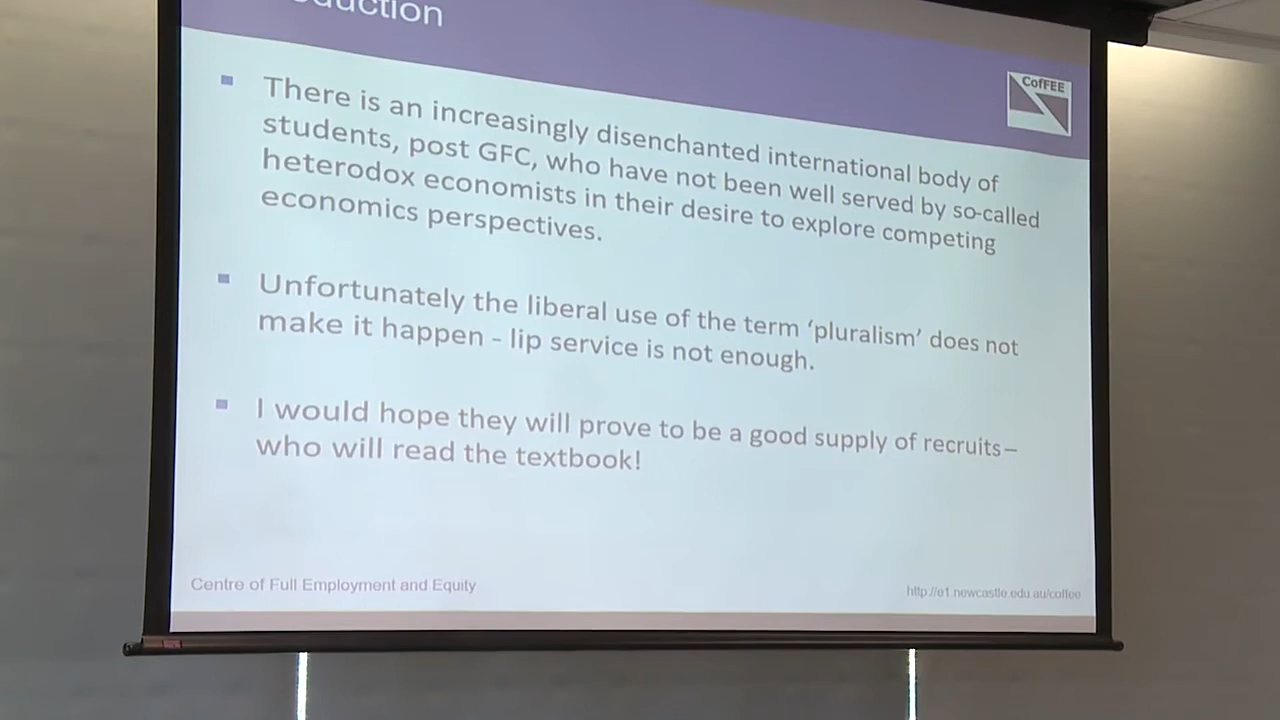 duction
CofFEE
There is an increasingly disenchanted international body of
students, post GFC, who have not been well served by so-called
heterodox economists in their desire to explore competing
economics perspectives.
Unfortunately the liberal use of the term ‘pluralism’ does not
make it happen - lip service is not enough.
I would hope they will prove to be a good supply of recruits–
who will read the textbook!
Centre of Full Employment and Equity
http://e1.newcastle.edu.au/coffee